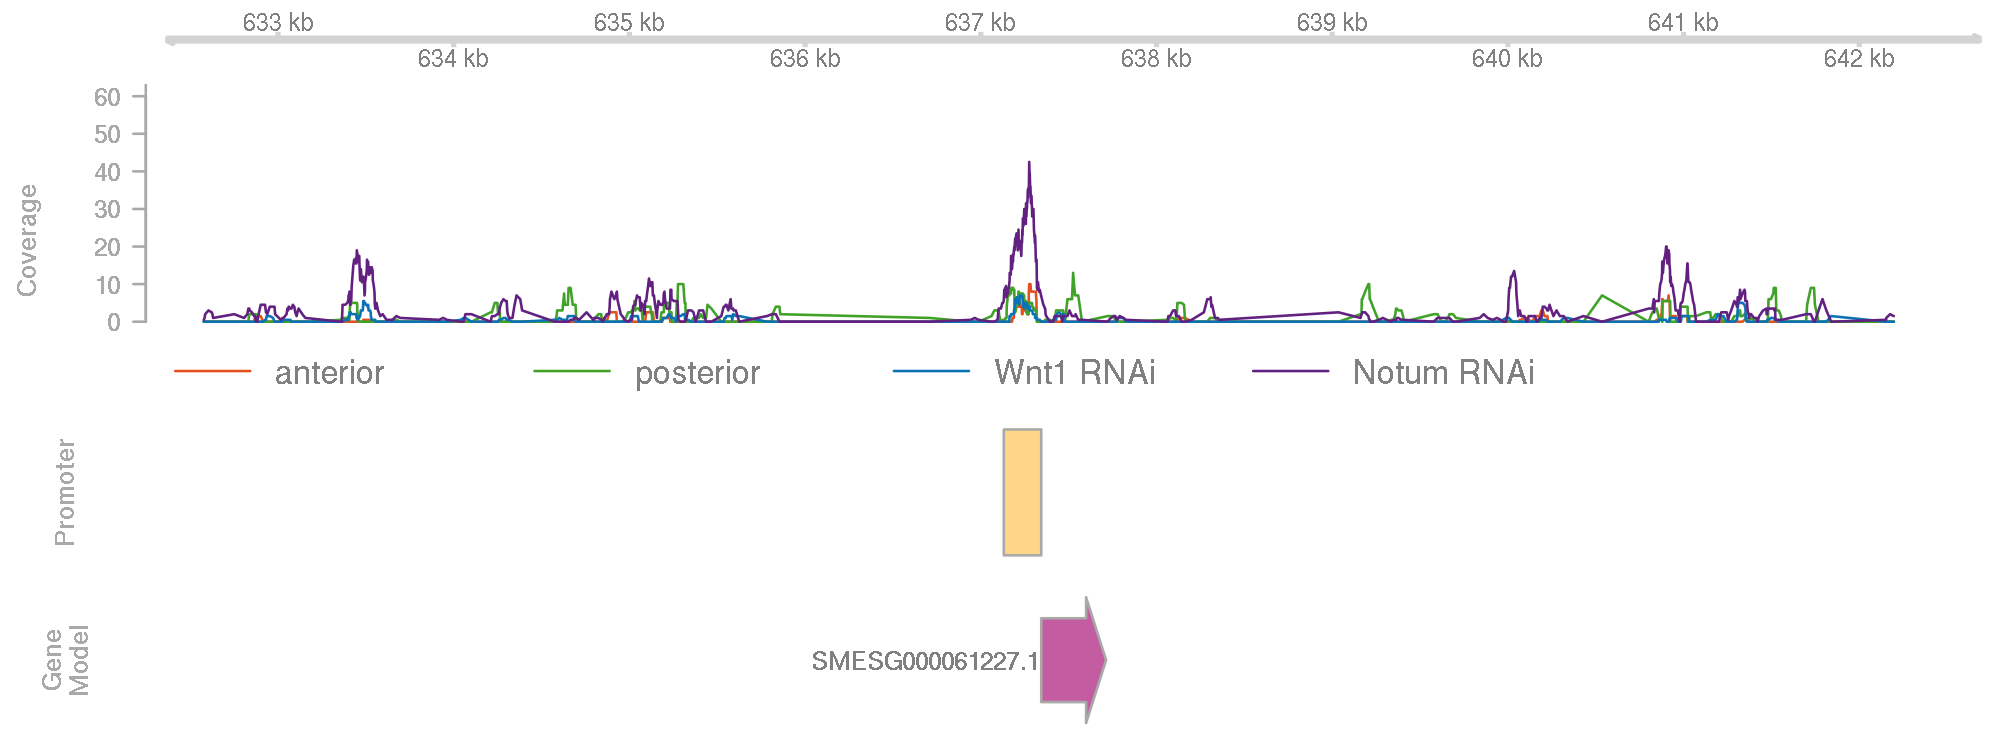 633 kb 635 kb 637 kb 639 kb 641 kb
634 kb 636 kb 638 kb 640 kb 642 kb
Coverage
60
50
40
30
20
10
0
anterior posterior Wnt1 RNAi Notum RNAi
Promoter
Gene
Model
SMESG000061227.1